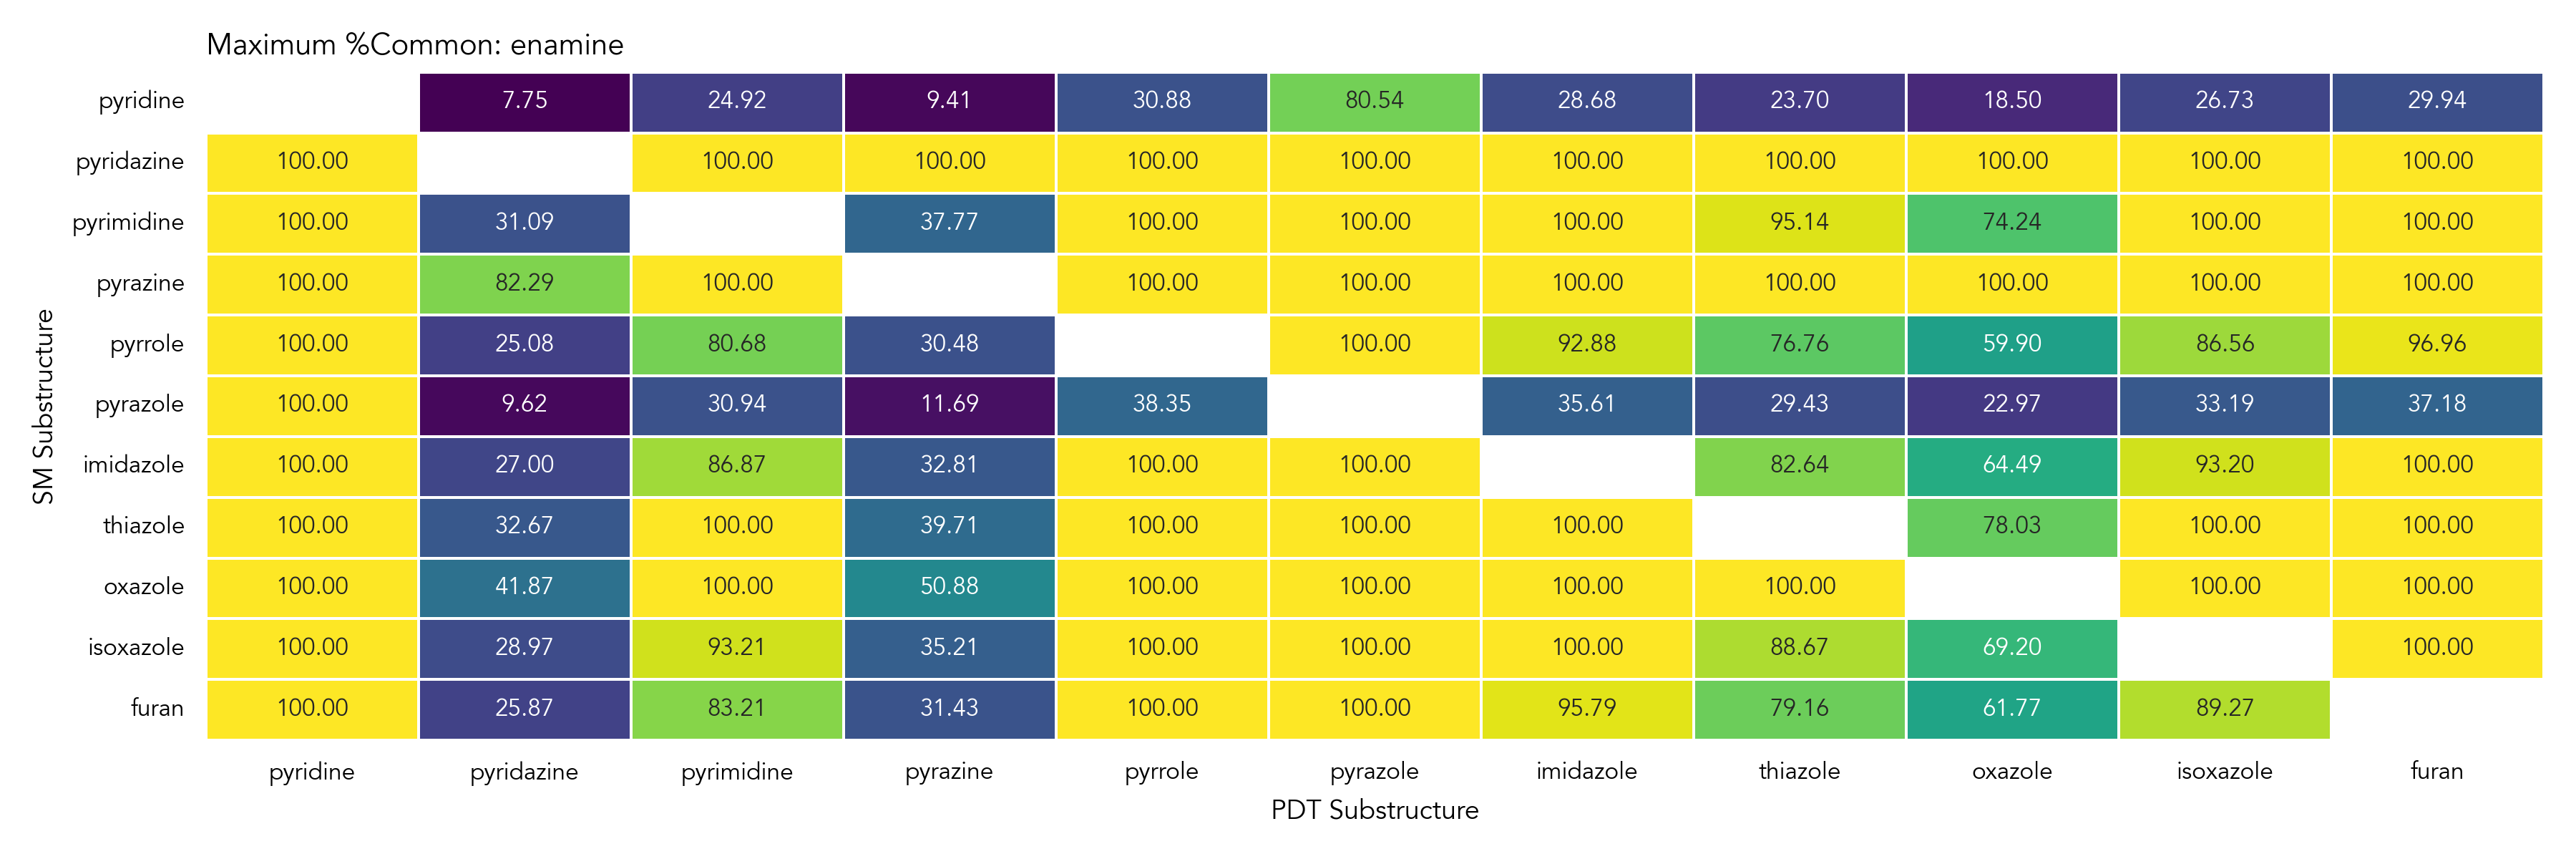 Maximum %Common: enamine
pyridine 7.75 24.92 9.41 30.88 80.54 28.68 23.70 18.50 26.73 29.94
pyridazine 100.00 100.00 100.00 100.00 100.00 100.00 100.00 100.00 100.00 100.00
pyrimidine 100.00 31.09 37.77 100.00 100.00 100.00 95.14 74.24 100.00 100.00
pyrazine 100.00 82.29 100.00 100.00 100.00 100.00 100.00 100.00 100.00 100.00
pyrrole 100.00 25.08 80.68 30.48 100.00 92.88 76.76 59.90 86.56 96.96
pyrazole 100.00 9.62 30.94 11.69 38.35 35.61 29.43 22.97 33.19 37.18
imidazole 100.00 27.00 86.87 32.81 100.00 100.00 82.64 64.49 93.20 100.00
thiazole 100.00 32.67 100.00 39.71 100.00 100.00 100.00 78.03 100.00 100.00
oxazole 100.00 41.87 100.00 50.88 100.00 100.00 100.00 100.00 100.00 100.00
isoxazole 100.00 28.97 93.21 35.21 100.00 100.00 100.00 88.67 69.20 100.00
furan 100.00 25.87 83.21 31.43 100.00 100.00 95.79 79.16 61.77 89.27
SM Substructure
pyridine pyridazine pyrimidine pyrazine pyrrole pyrazole imidazole thiazole oxazole isoxazole furan
PDT Substructure